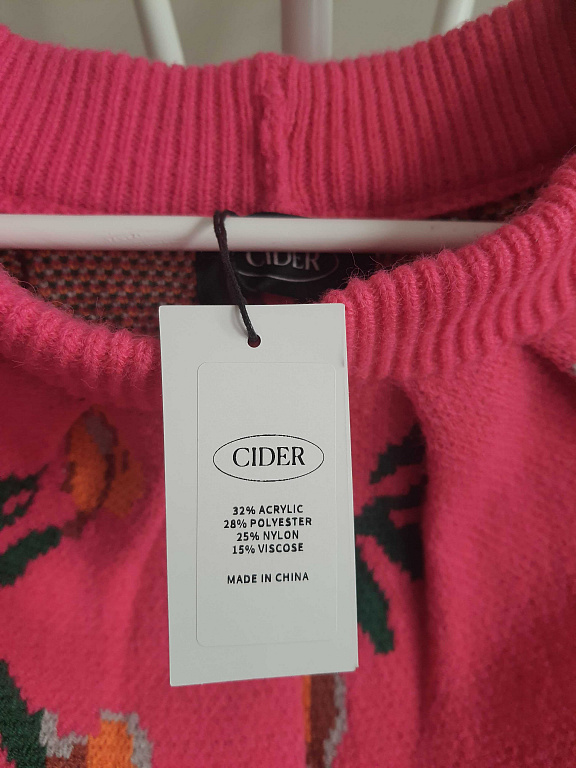 CIDER
CIDER
32% ACRYLIC
28% POLYESTER
25% NYLON
15% VISCOSE
MADE IN CHINA